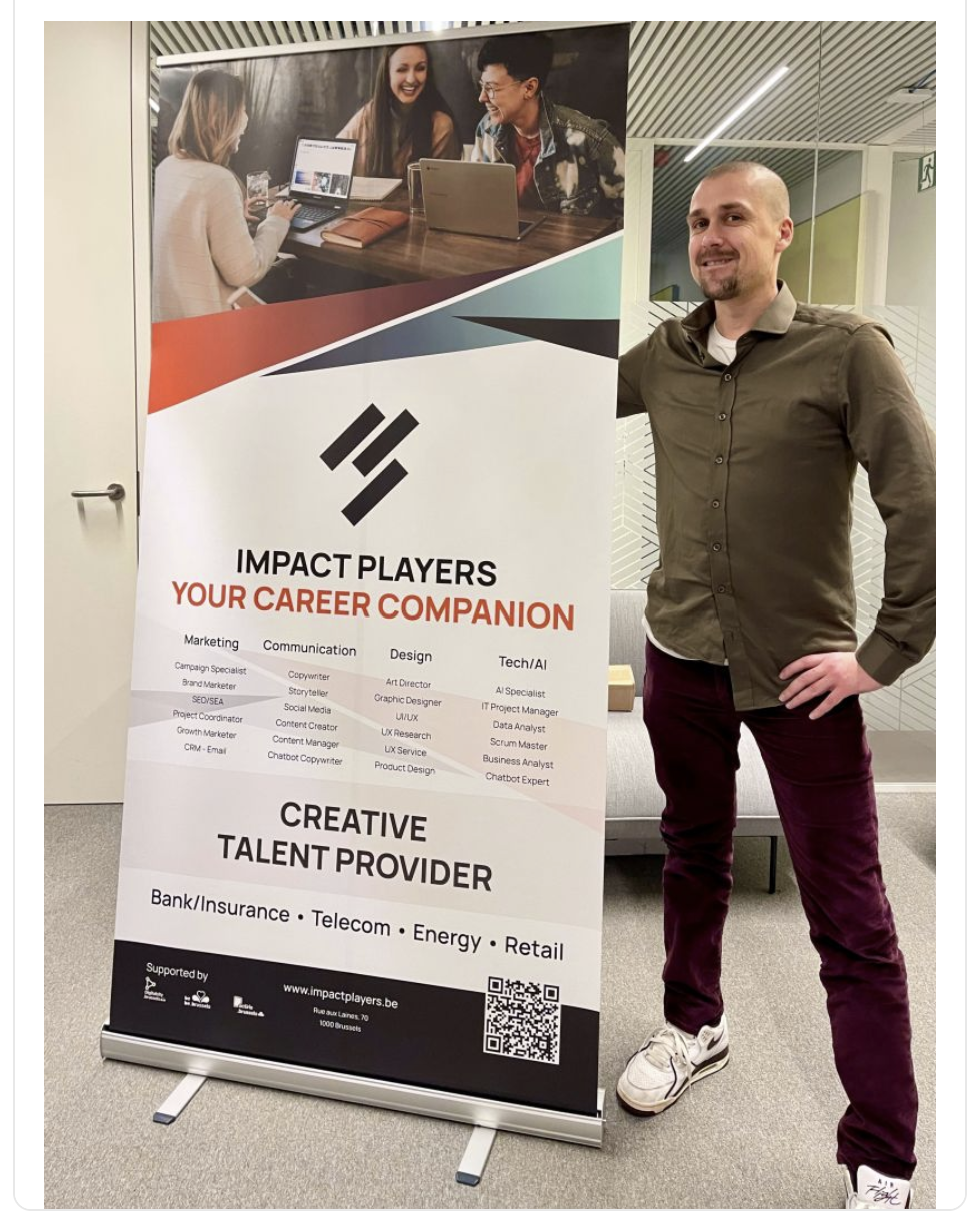 IMPACT PLAYERS
YOUR CAREER COMPANION
Marketing
Campaign Specialist
Brand Marketer
SEO/SEA
Project Coordinator
Growth Marketer
CRM - Email
Communication
Copywriter
Storyteller
Social Media
Content Creator
Content Manager
Chatbot Copywriter
Design
Art Director
Graphic Designer
UI/UX
UX Research
UX Service
Product Design
Tech/AI
AI Specialist
IT Project Manager
Data Analyst
Scrum Master
Business Analyst
Chatbot Expert
CREATIVE
TALENT PROVIDER
Bank/Insurance • Telecom • Energy • Retail
Supported by
www.impactplayers.be
Rue aux Laines, 70
1000 Brussels
Flight